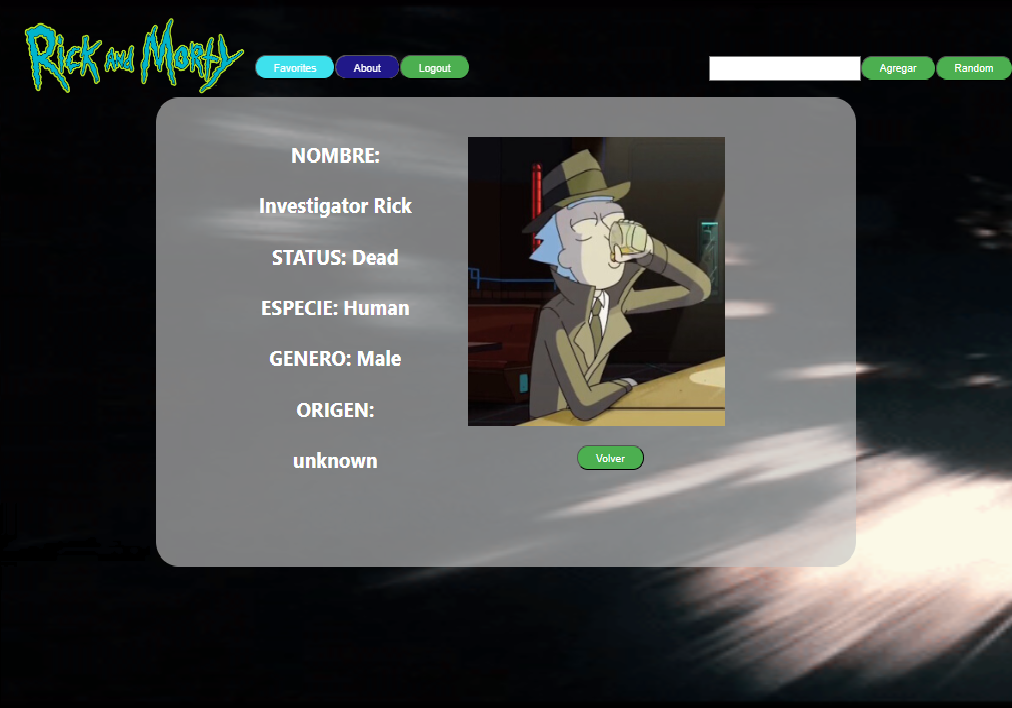 Rick and Morty
Favorites
About
Logout
Agregar
Random
NOMBRE:
Investigator Rick
STATUS: Dead
ESPECIE: Human
GENERO: Male
ORIGEN:
unknown
Volver